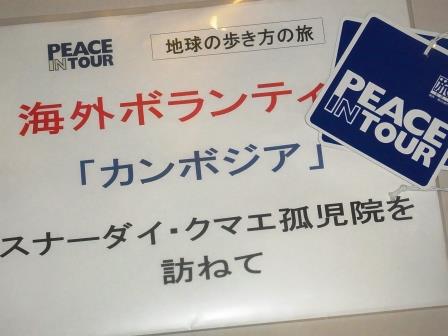 PEACE
IN TOUR
地球の歩き方の旅
海外ボランティ
「カンボジア」
スナーダイ・クマエ孤児院を
訪ねて
PEACE
IN TOUR
旅